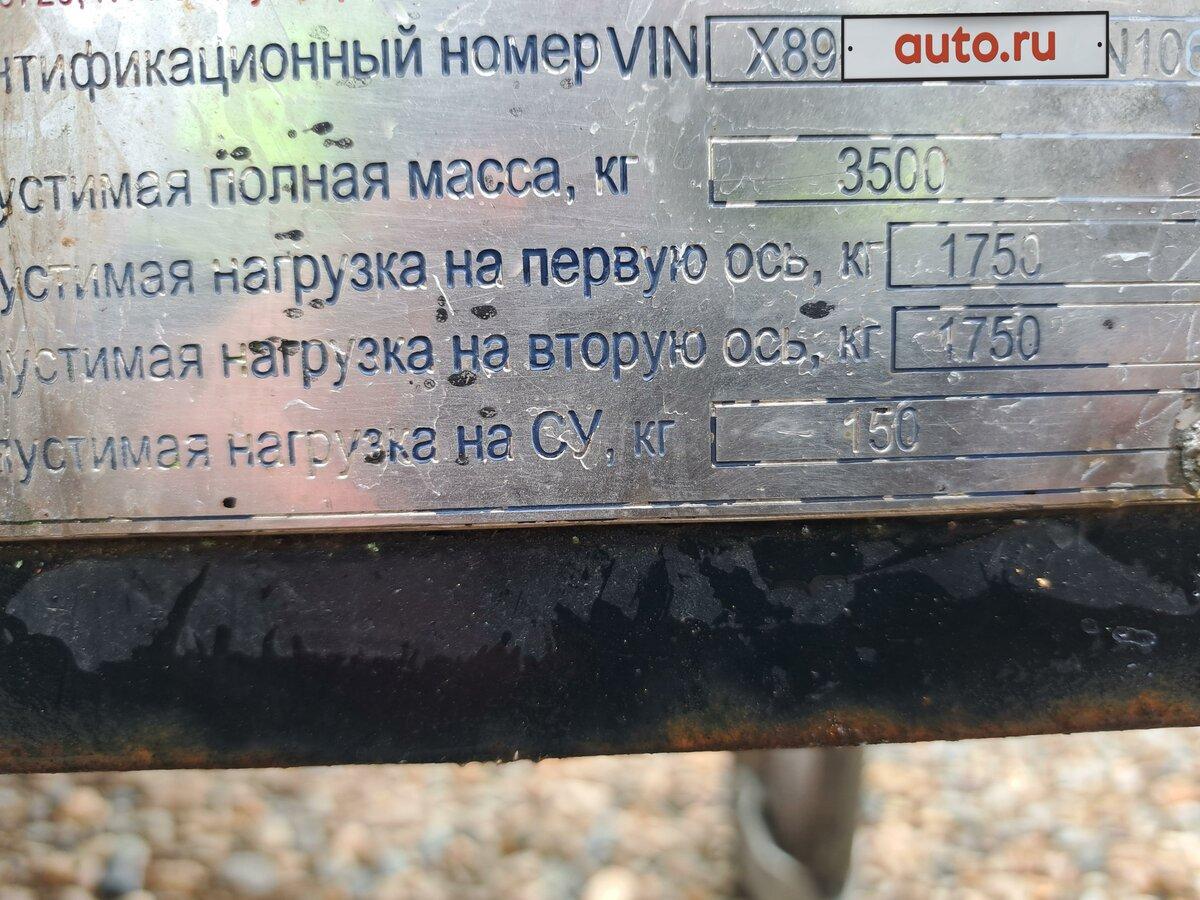 нтификационный номер VIN X89 auto.ru N10
устимая полная масса, кг 3500
устимая нагрузка на первую ось, кг 1750
устимая нагрузка на вторую ось, кг 1750
пустимая нагрузка на СУ, кг 150